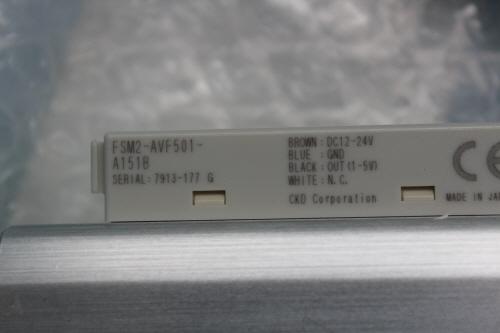 FSM2-AVF501-
A151B
SERIAL: 7913-177 G
BROWN: DC12-24V
BLUE : GND
BLACK: OUT(1-5V)
WHITE: N.C.
CKD Corporation
CE
MADE IN